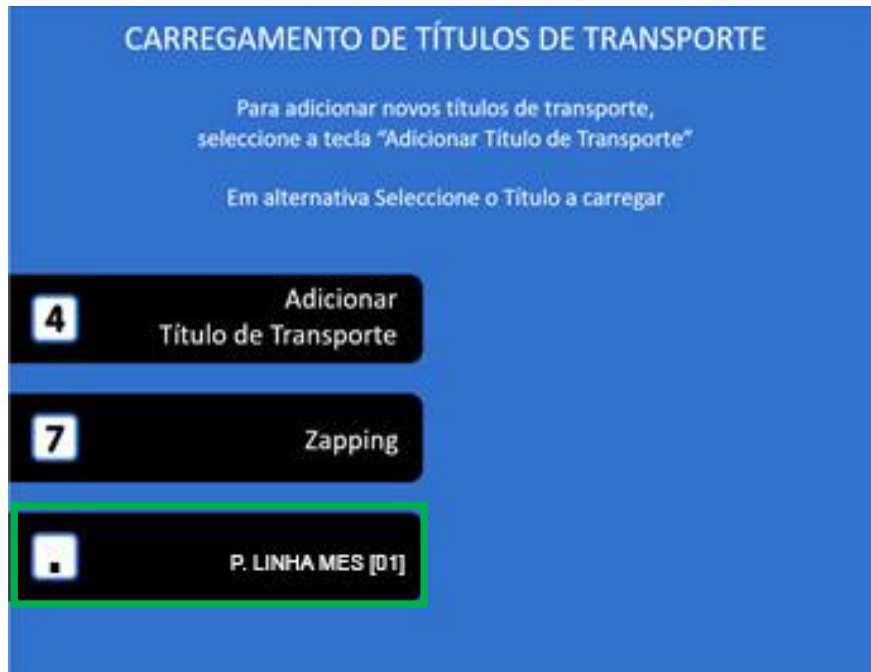 CARREGAMENTO DE TÍTULOS DE TRANSPORTE
Para adicionar novos títulos de transporte,
seleccione a tecla “Adicionar Título de Transporte”
Em alternativa Seleccione o Título a carregar
4
Adicionar
Título de Transporte
7
Zapping
.
P. LINHA MES [01]